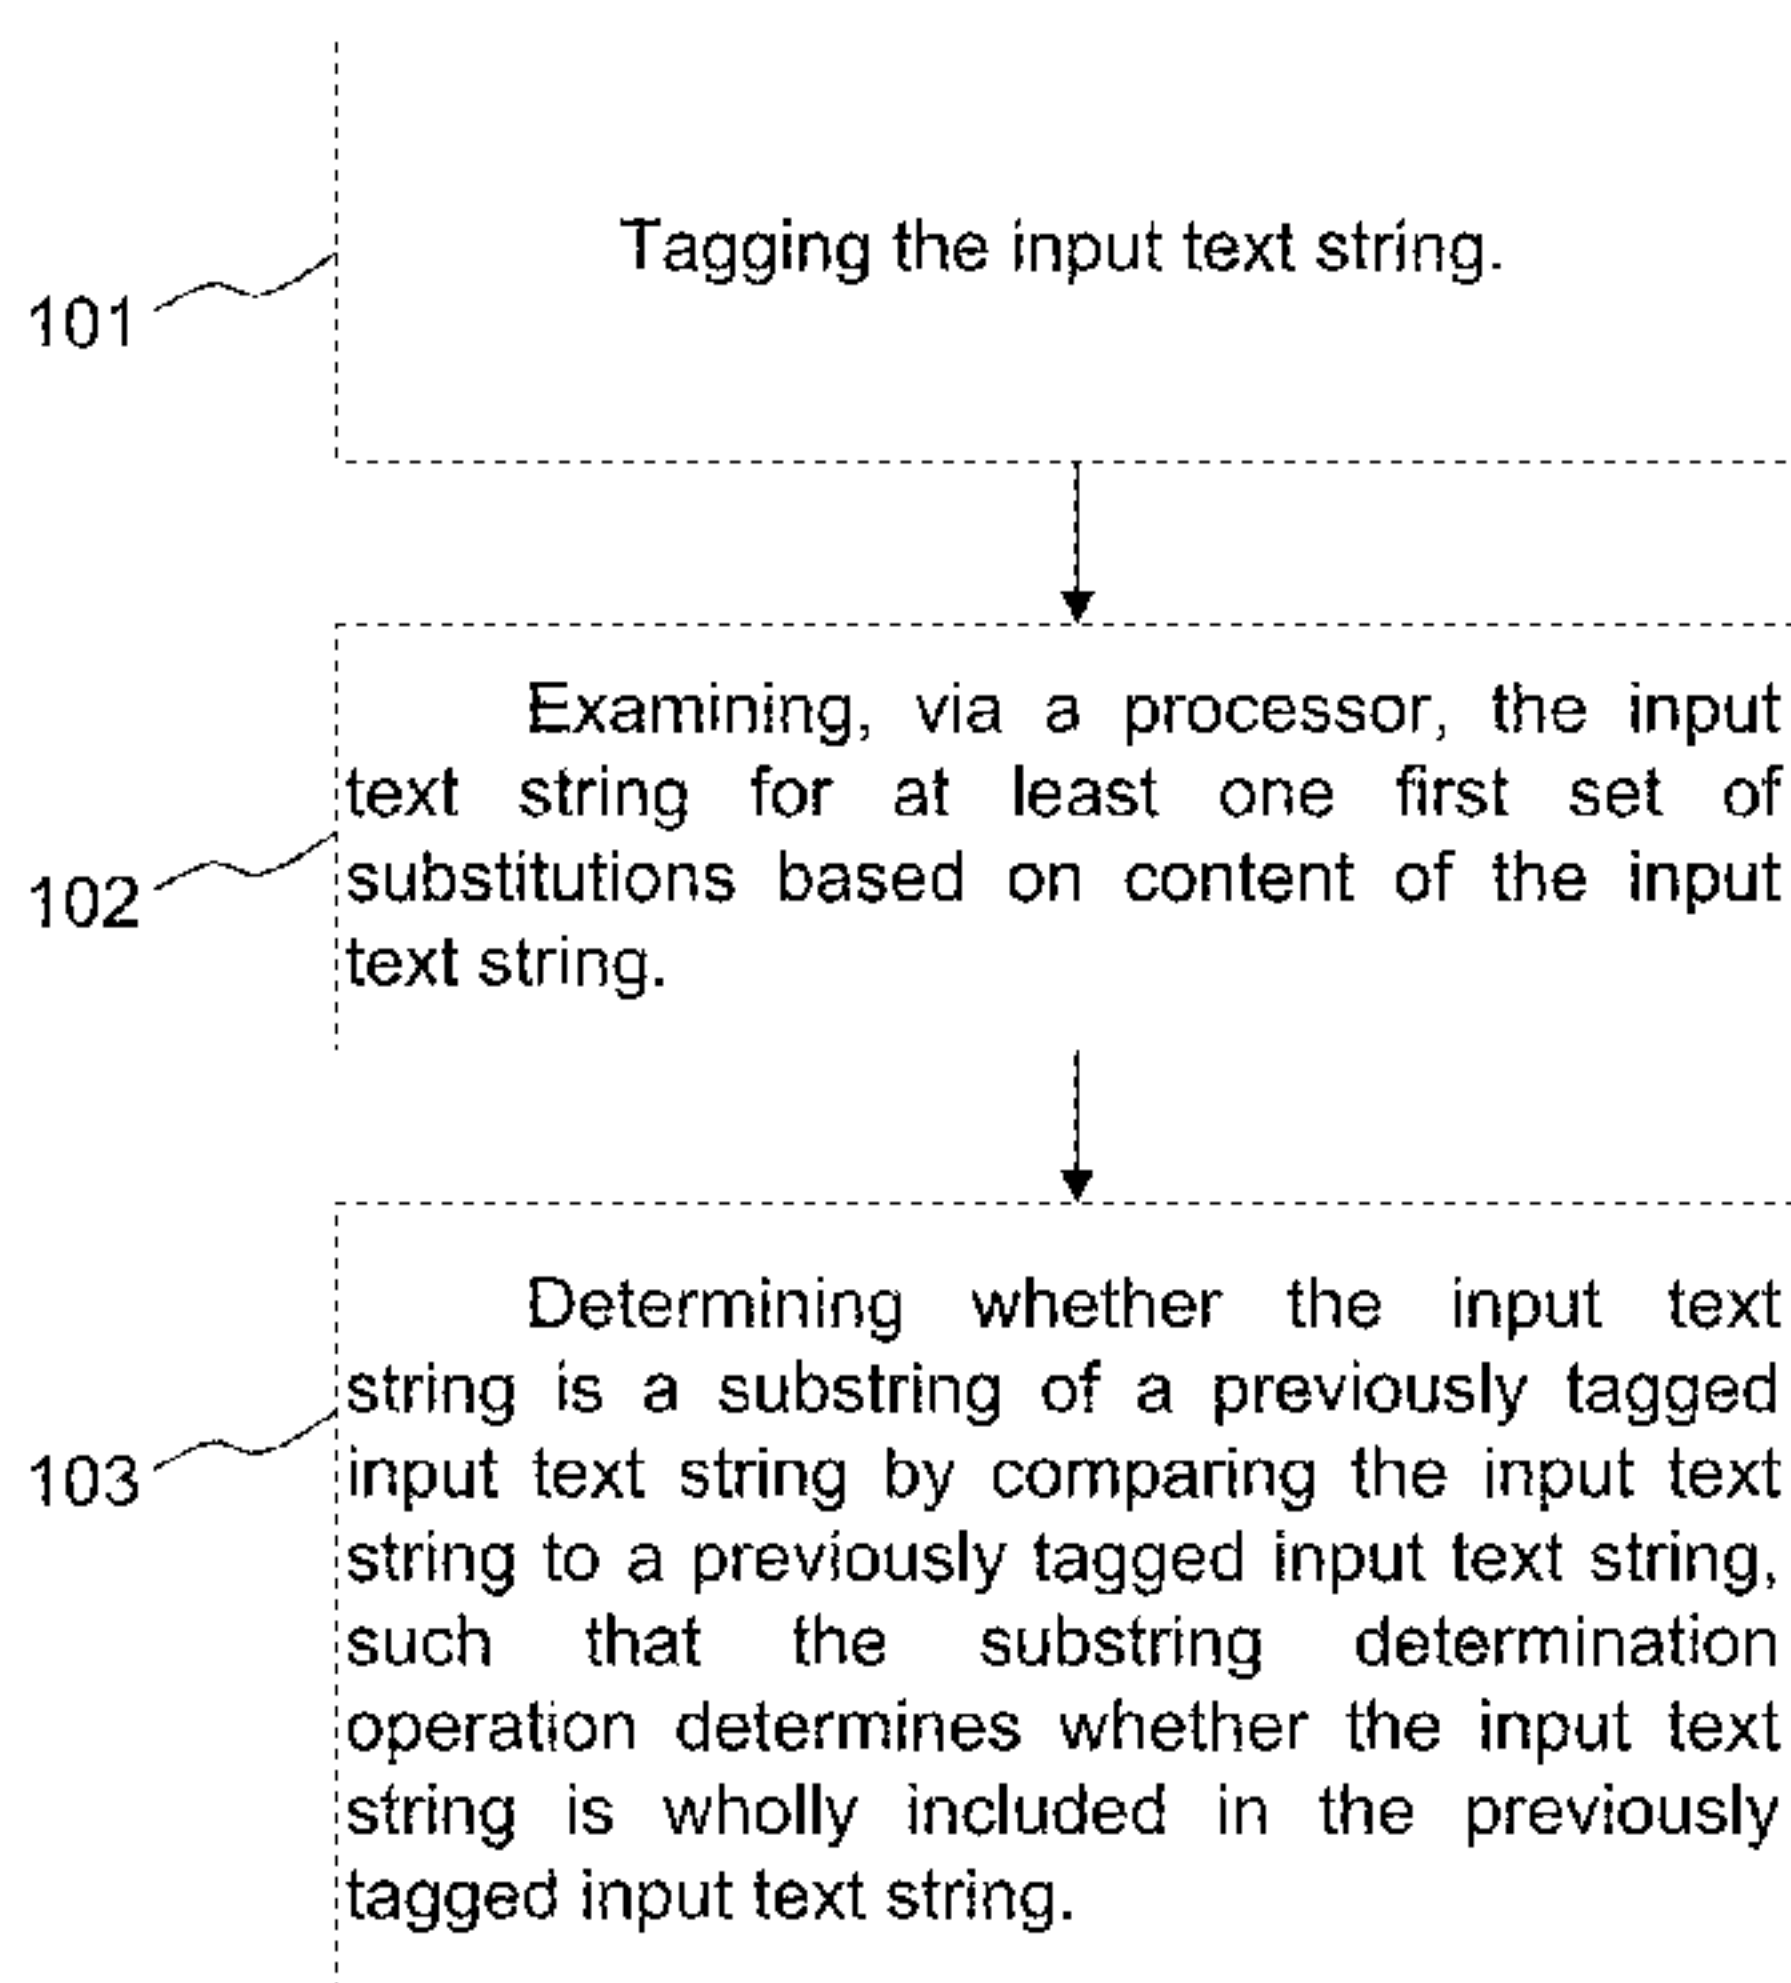 Tagging the input text string.
101
Examining, via a processor, the input
text string for at least one first set of
substitutions based on content of the input
text string.
102
Determining whether the input text
string is a substring of a previously tagged
input text string by comparing the input text
string to a previously tagged input text string,
such that the substring determination
operation determines whether the input text
string is wholly included in the previously
tagged input text string.
103